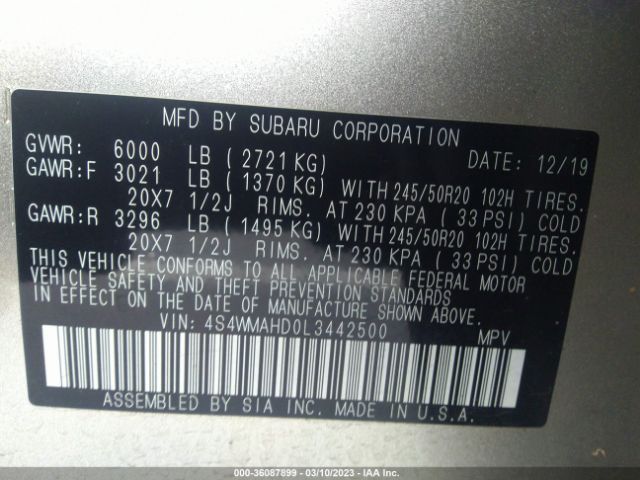 MFD BY SUBARU CORPORATION
GVWR: 6000 LB ( 2721 KG) DATE: 12/19
GAWR:F 3021 LB ( 1370 KG) WITH 245/50R20 102H TIRES.
20X7 1/2J RIMS. AT 230 KPA ( 33 PSI) COLD
GAWR:R 3296 LB ( 1495 KG) WITH 245/50R20 102H TIRES.
20X7 1/2J RIMS. AT 230 KPA ( 33 PSI) COLD
THIS VEHICLE CONFORMS TO ALL APPLICABLE FEDERAL MOTOR
VEHICLE SAFETY AND THEFT PREVENTION STANDARDS
IN EFFECT ON THE DATE OF MANUFACTURE SHOWN ABOVE.
VIN: 4S4WMAHD0L3442500 MPV
ASSEMBLED BY SIA INC. MADE IN U.S.A.
000-36087899 — 03/10/2023 — IAA Inc.